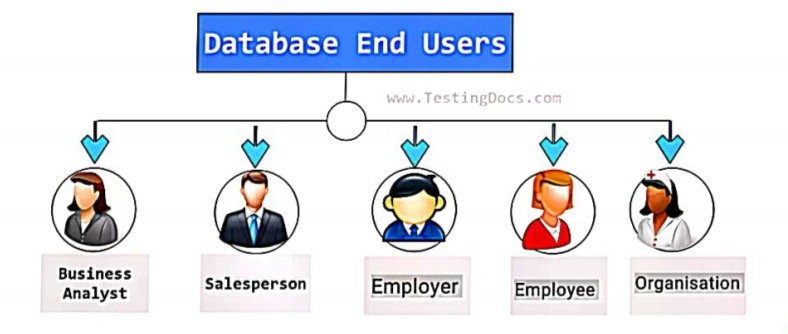 Database End Users
www.TestingDocs.com
Business
Analyst
Salesperson
Employer
Employee
Organisation